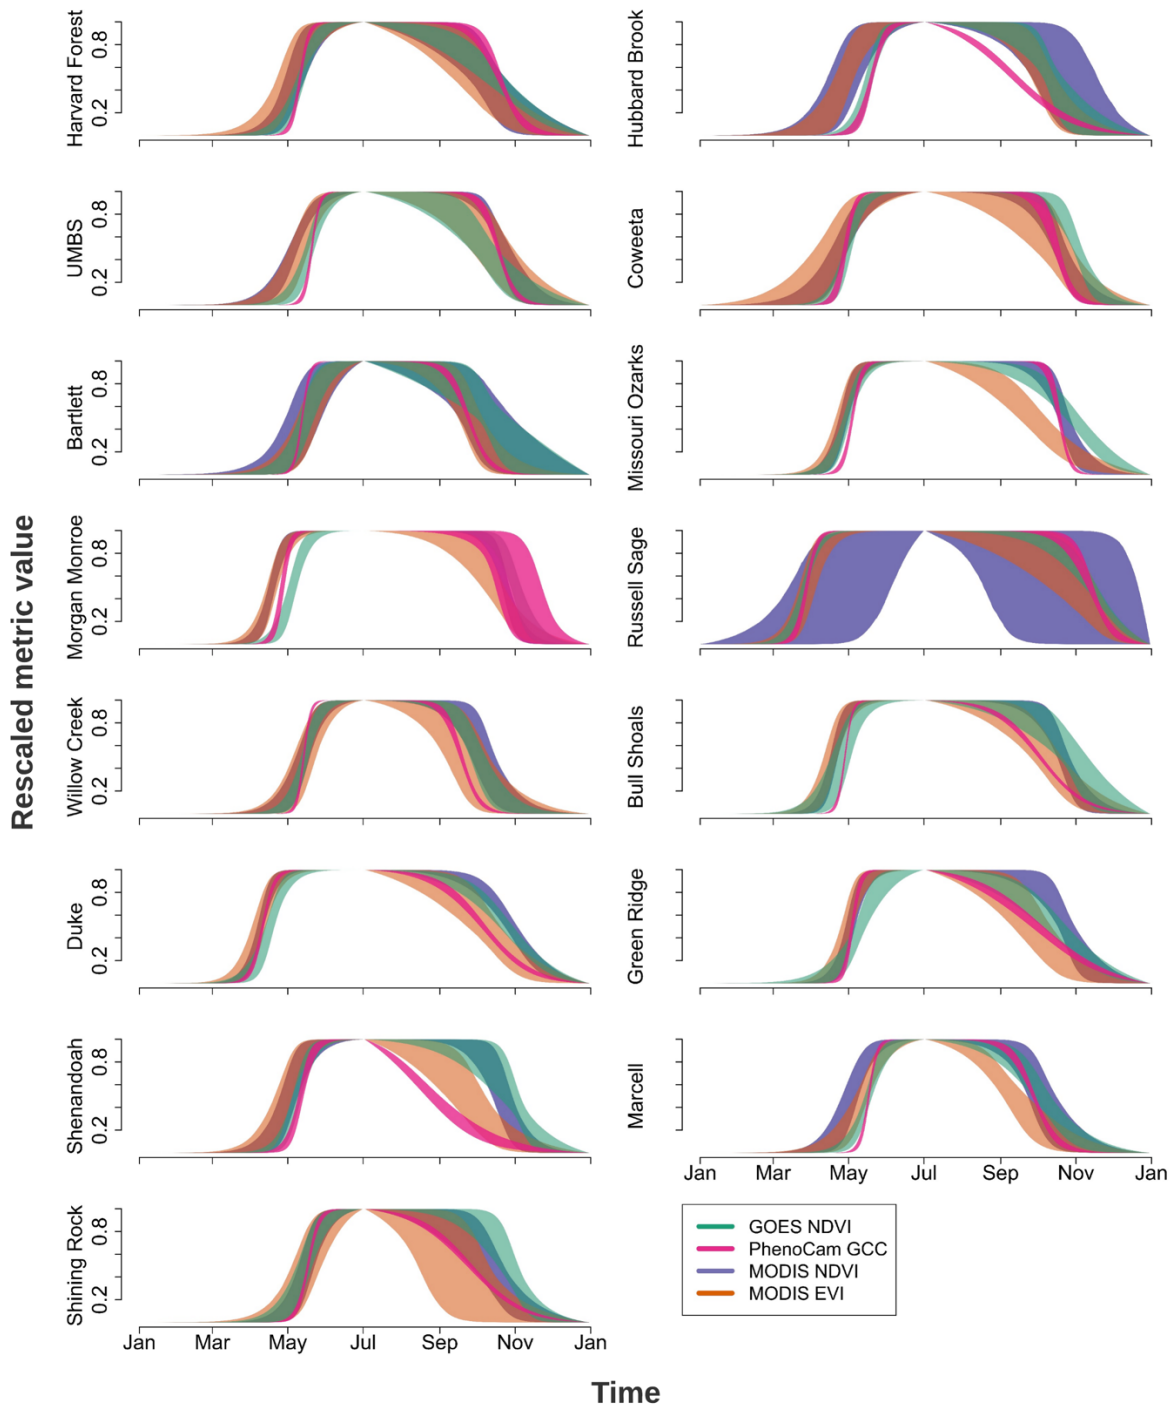 Harvard Forest
0.2 0.8
Hubbard Brook
UMBS
0.2 0.8
Coweeta
Bartlett
0.2 0.8
Missouri Ozarks
Morgan Monroe
0.2 0.8
Russell Sage
Willow Creek
0.2 0.8
Bull Shoals
Duke
0.2 0.8
Green Ridge
Shenandoah
0.2 0.8
Marcell
Jan Mar May Jul Sep Nov Jan
Shining Rock
0.2 0.8
Jan Mar May Jul Sep Nov Jan
GOES NDVI
PhenoCam GCC
MODIS NDVI
MODIS EVI
Rescaled metric value
Time